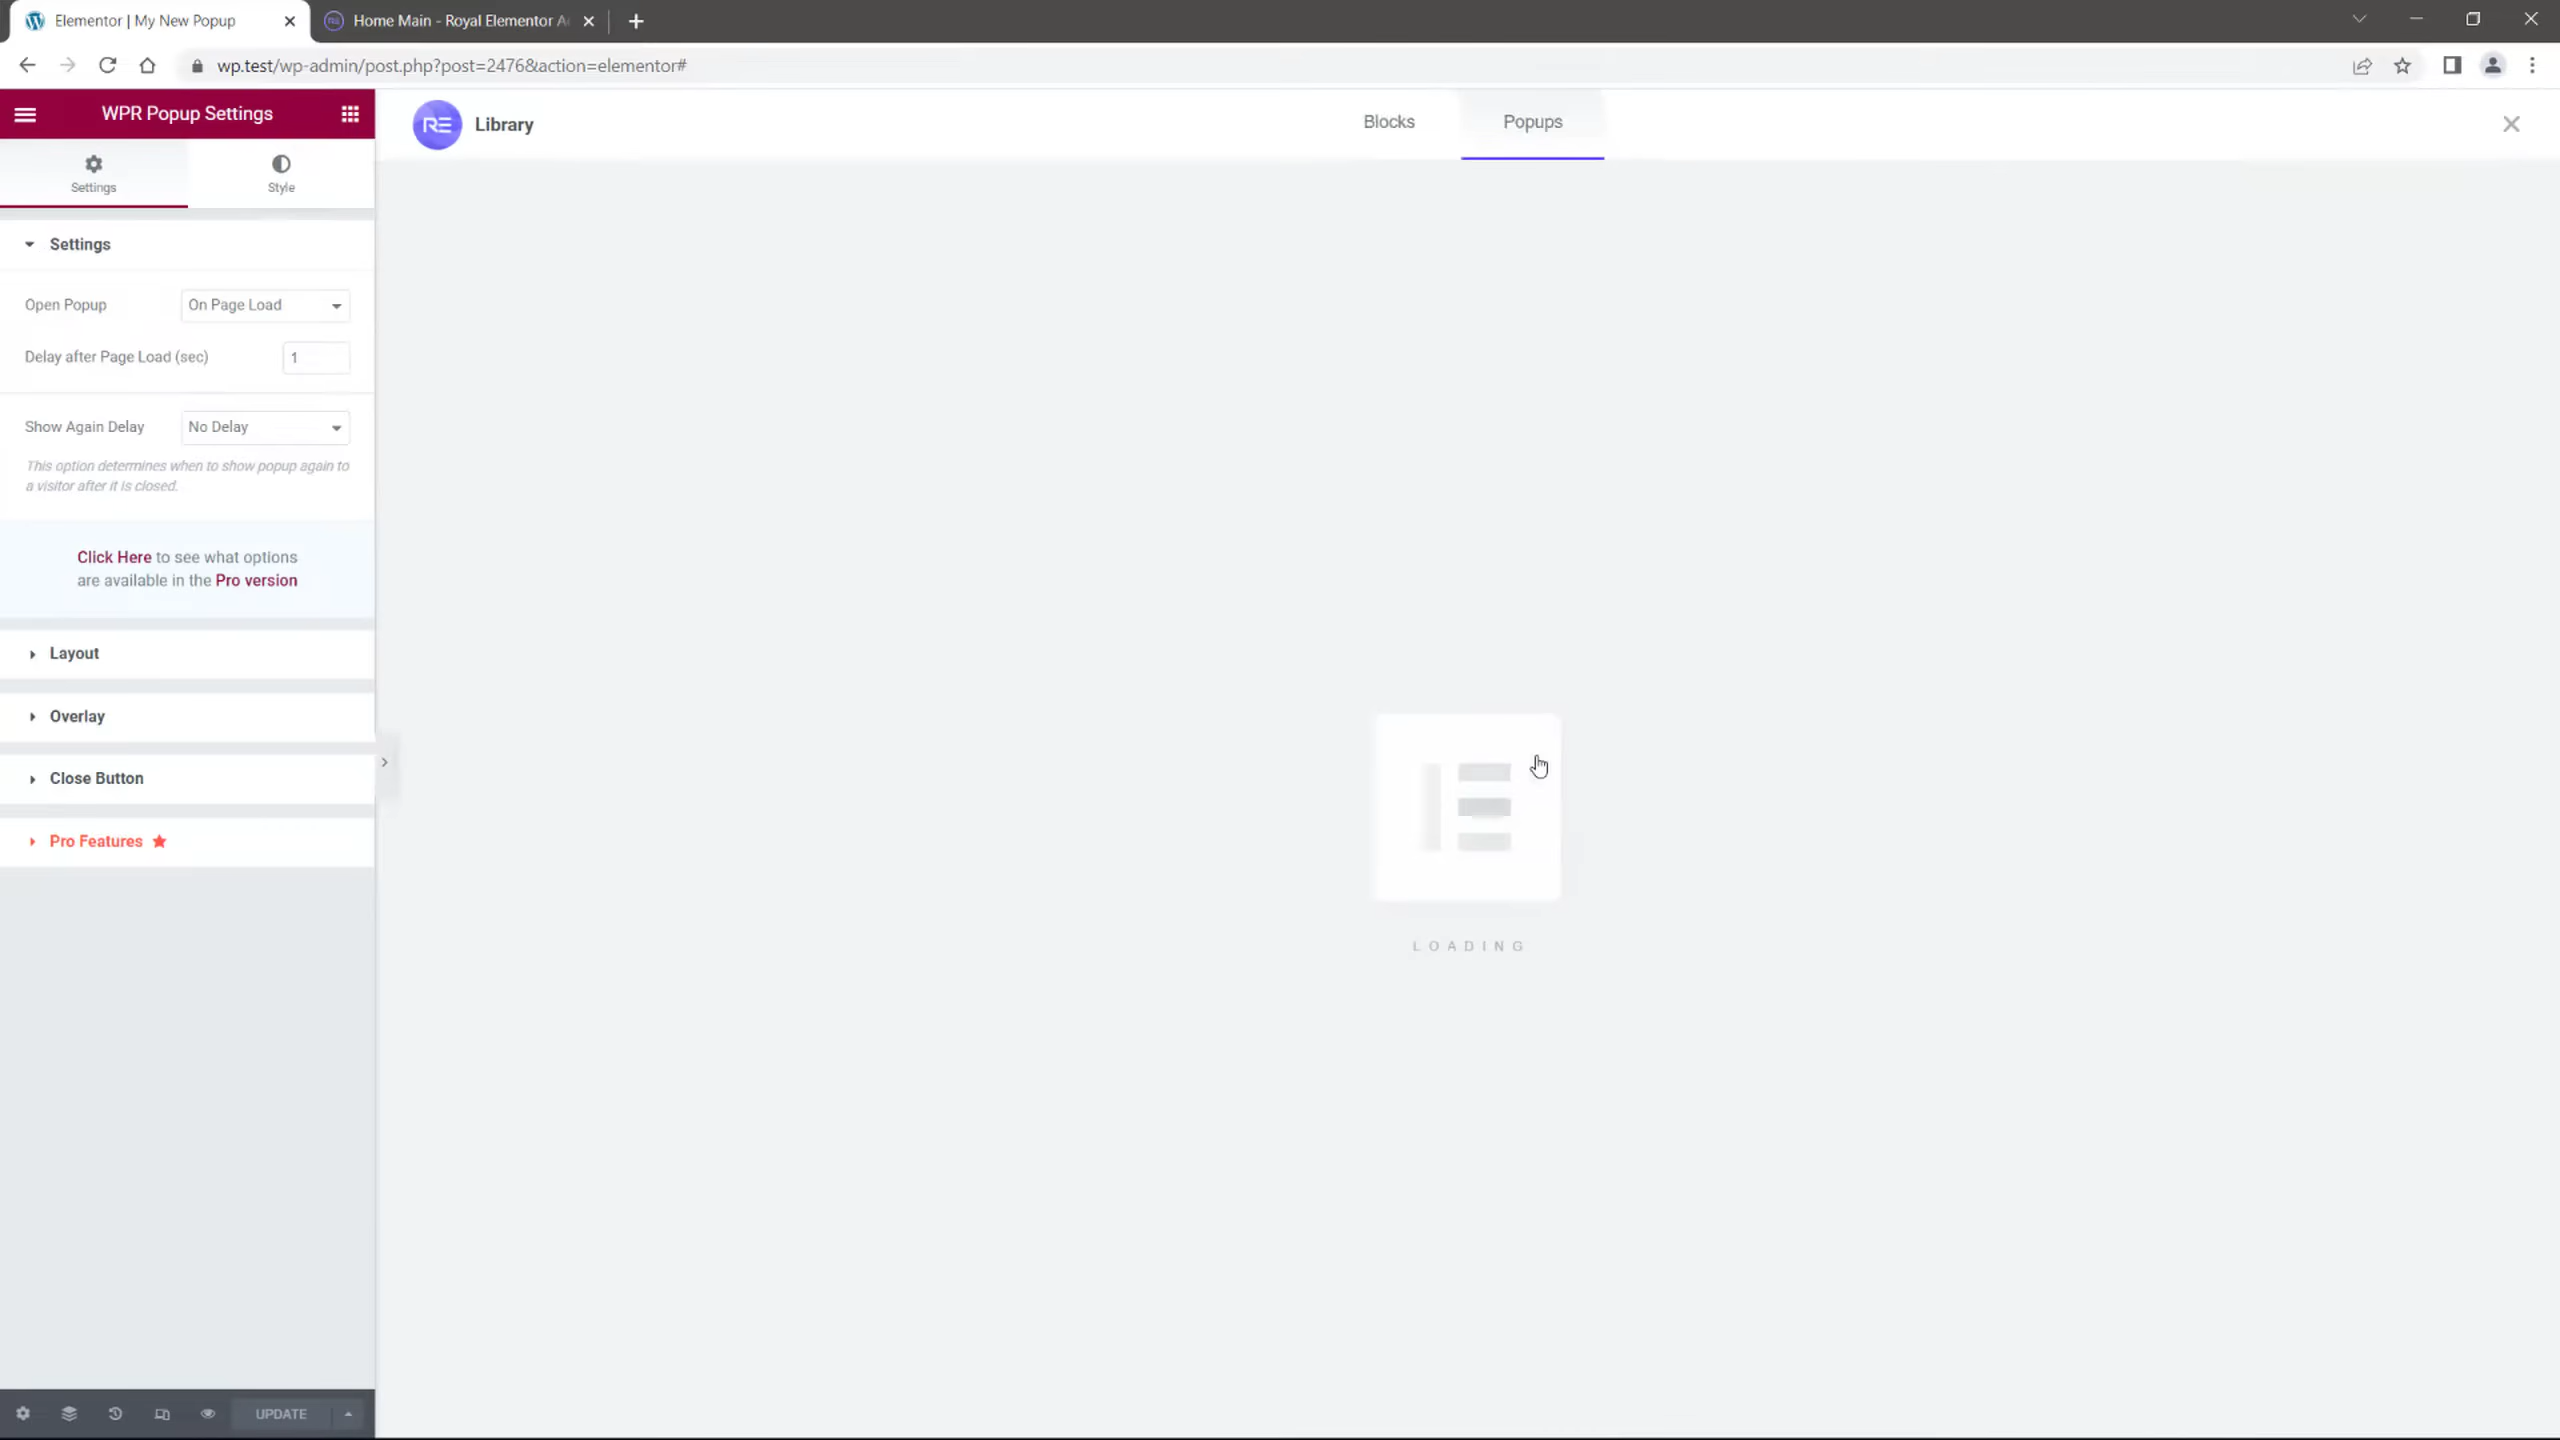 Elementor | My New Popup
Home Main - Royal Elementor A
wp.test/wp-admin/post.php?post=2476&action=elementor#
WPR Popup Settings
Settings
Style
Settings
Open Popup
On Page Load
Delay after Page Load (sec)
1
Show Again Delay
No Delay
This option determines when to show popup again to
a visitor after it is closed.
Click Here to see what options
are available in the Pro version
Layout
Overlay
Close Button
Pro Features
UPDATE
RE
Library
Blocks
Popups
LOADING